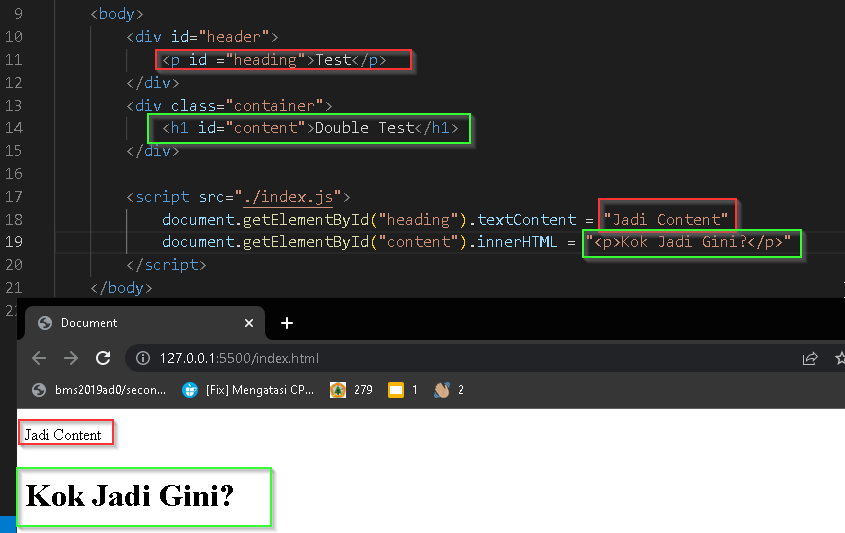 9 <body>
10 <div id="header">
11 <p id ="heading">Test</p>
12 </div>
13 <div class="container">
14 <h1 id="content">Double Test</h1>
15 </div>
16
17 <script src="./index.js">
18 document.getElementById("heading").textContent = "Jadi Content"
19 document.getElementById("content").innerHTML = "<p>Kok Jadi Gini?</p>"
20 </script>
21 </body>
Document
127.0.0.1:5500/index.html
bms2019ad0/secon... [Fix] Mengatasi CP... 279 1 2
Jadi Content
Kok Jadi Gini?